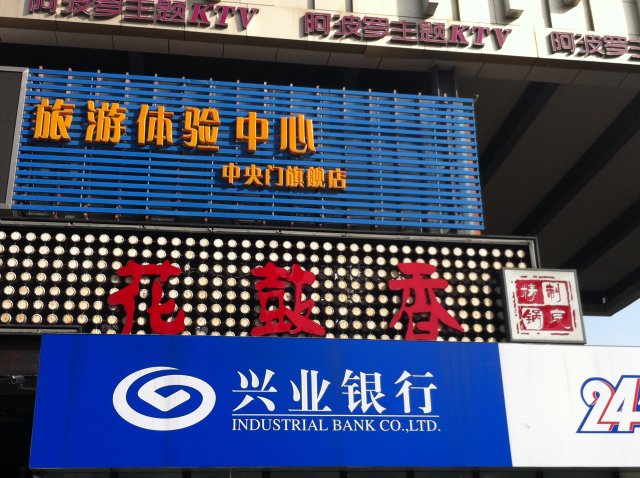 阿波罗主题KTV
阿波罗主题KTV
阿波罗主题
旅游体验中心
中央门旗舰店
花鼓香
兴业银行
INDUSTRIAL BANK CO.,LTD.
24